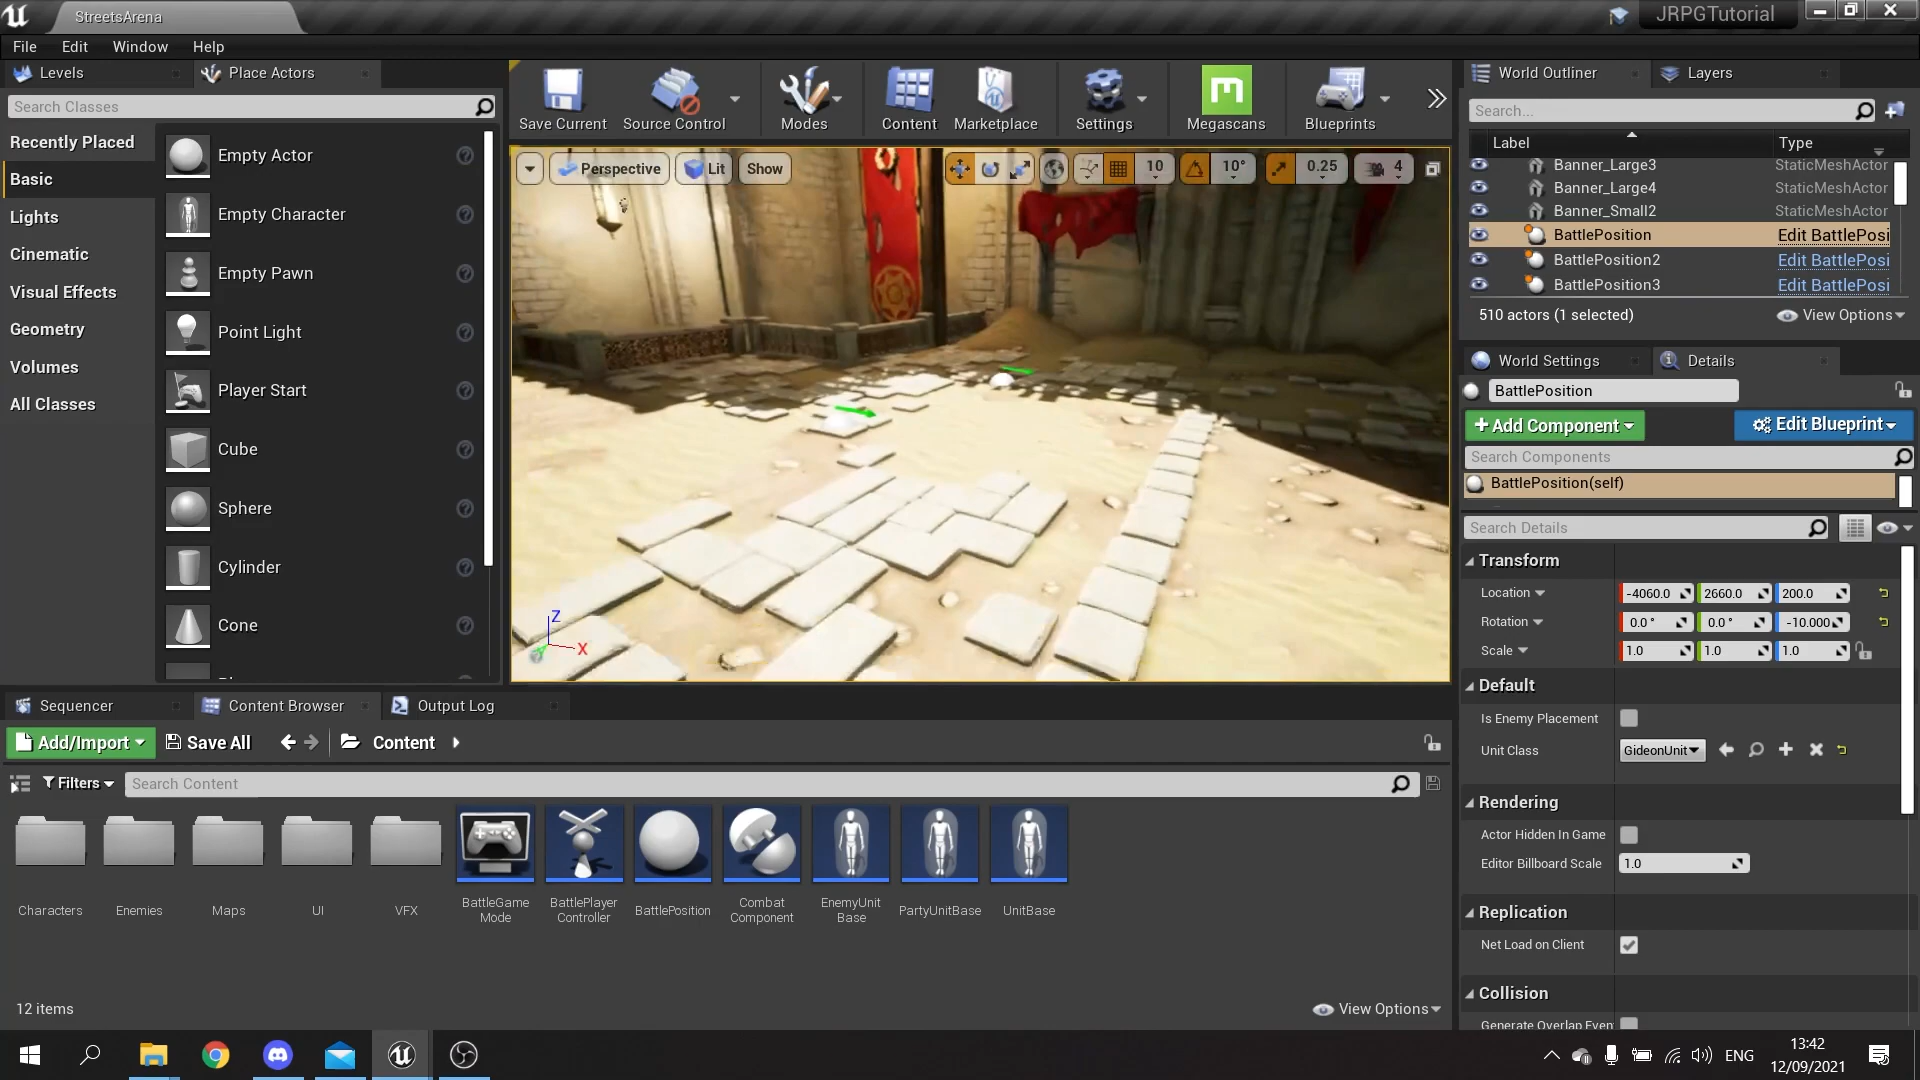 StreetsArena
JRPGTutorial
File Edit Window Help
Levels
Place Actors
Search Classes
Recently Placed
Basic
Lights
Cinematic
Visual Effects
Geometry
Volumes
All Classes
Empty Actor
Empty Character
Empty Pawn
Point Light
Player Start
Cube
Sphere
Cylinder
Cone
Save Current
Source Control
Modes
Content
Marketplace
Settings
Megascans
Blueprints
Perspective
Lit
Show
10
10°
0.25
4
Z
X
World Outliner
Layers
Search...
Label Type
Banner_Large3 StaticMeshActor
Banner_Large4 StaticMeshActor
Banner_Small2 StaticMeshActor
BattlePosition Edit BattlePosi
BattlePosition2 Edit BattlePosi
BattlePosition3 Edit BattlePosi
510 actors (1 selected)
View Options
World Settings
Details
BattlePosition
+ Add Component
Edit Blueprint
Search Components
BattlePosition(self)
Search Details
Transform
Location -4060.0 2660.0 200.0
Rotation 0.0° 0.0° -10.000
Scale 1.0 1.0 1.0
Default
Is Enemy Placement
Unit Class GideonUnit
Rendering
Actor Hidden In Game
Editor Billboard Scale 1.0
Replication
Net Load on Client
Collision
Generate Overlap Even
Sequencer
Content Browser
Output Log
Add/Import
Save All
Content
Filters
Search Content
Characters
Enemies
Maps
UI
VFX
BattleGame
Mode
BattlePlayer
Controller
BattlePosition
Combat
Component
EnemyUnit
Base
PartyUnitBase
UnitBase
12 items
View Options
ENG
13:42
12/09/2021